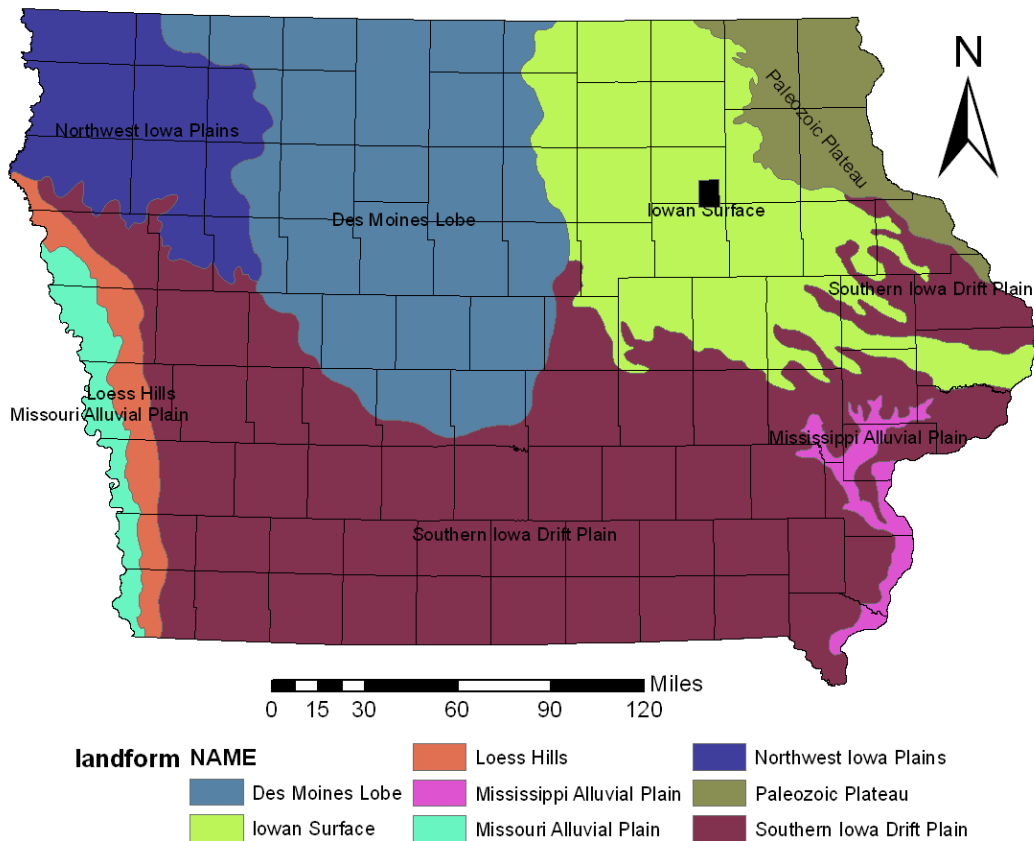 N
Paleozoic Plateau
Northwest Iowa Plains
Iowan Surface
Des Moines Lobe
Southern Iowa Drift Plain
Loess Hills
Missouri Alluvial Plain
Mississippi Alluvial Plain
Southern Iowa Drift Plain
Miles
0 15 30 60 90 120
landform NAME
Des Moines Lobe
Iowan Surface
Loess Hills
Mississippi Alluvial Plain
Missouri Alluvial Plain
Northwest Iowa Plains
Paleozoic Plateau
Southern Iowa Drift Plain